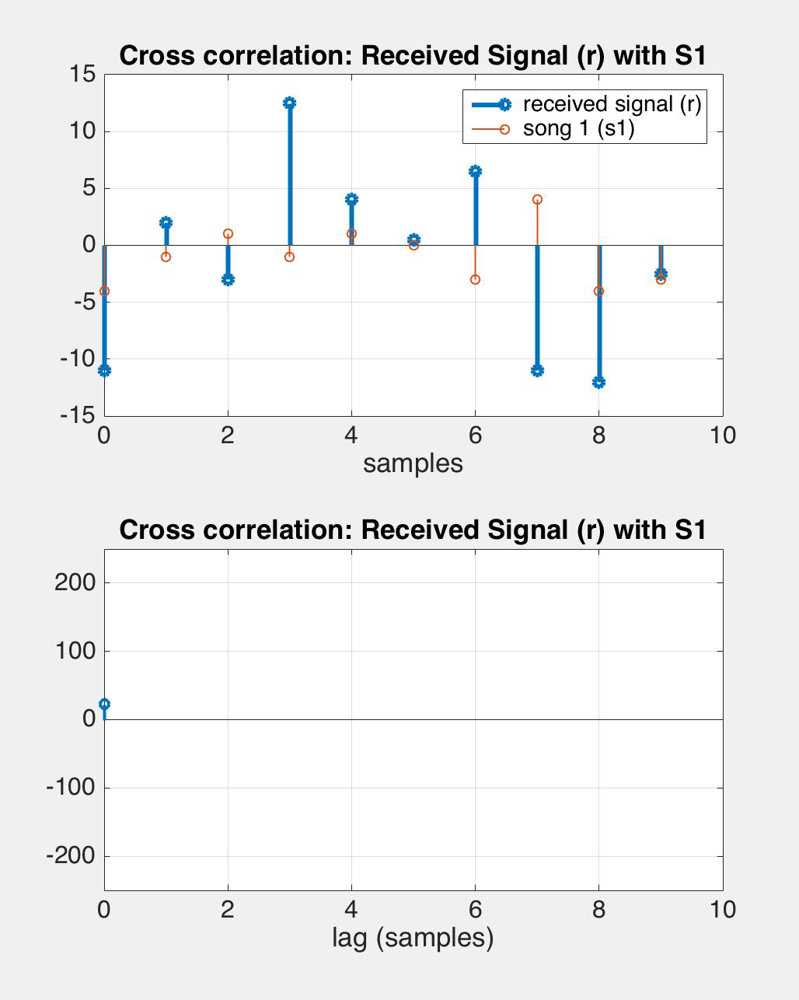 Cross correlation: Received Signal (r) with S1
15
10
5
0
-5
-10
-15
received signal (r)
song 1 (s1)
0 2 4 6 8 10
samples
Cross correlation: Received Signal (r) with S1
200
100
0
-100
-200
0 2 4 6 8 10
lag (samples)